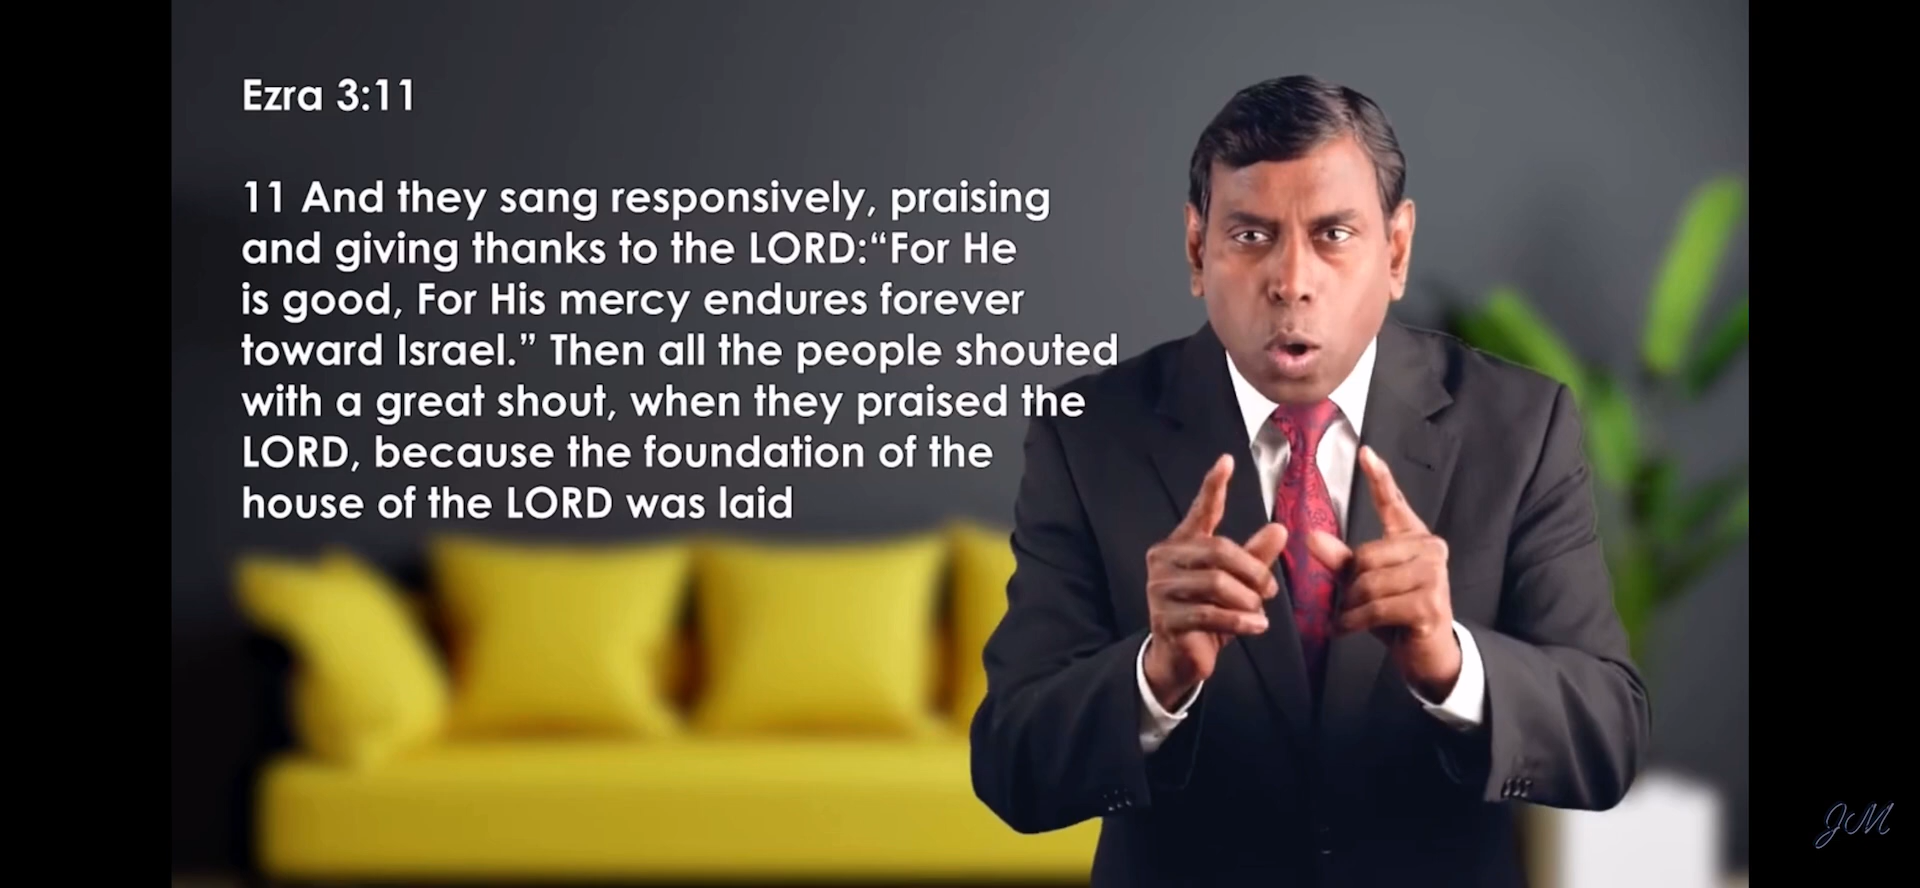 Ezra 3:11
11 And they sang responsively, praising
and giving thanks to the LORD:“For He
is good, For His mercy endures forever
toward Israel.” Then all the people shouted
with a great shout, when they praised the
LORD, because the foundation of the
house of the LORD was laid
JM